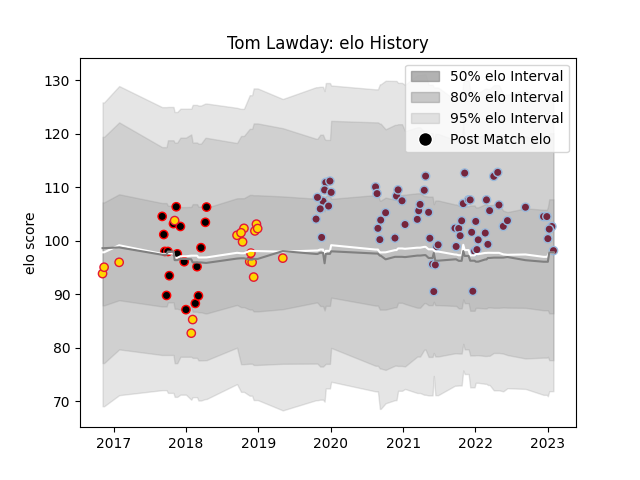 Tom Lawday: elo History
50% elo Interval
80% elo Interval
95% elo Interval
Post Match elo
elo score
130
120
110
100
90
80
70
2017
2018
2019
2020
2021
2022
2023